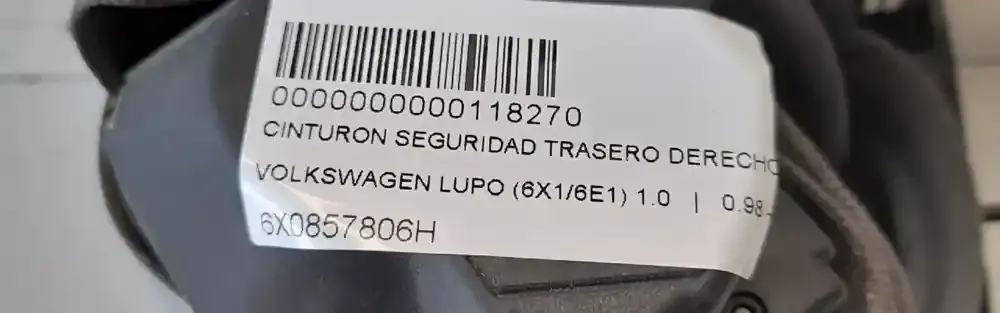 0000000000118270
CINTURON SEGURIDAD TRASERO DERECHO
VOLKSWAGEN LUPO (6X1/6E1) 1.0 | 0.98 -
6X0857806H